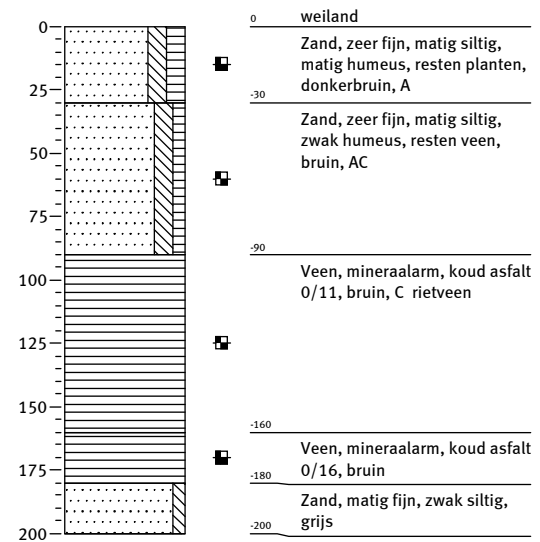 0
25
50
75
100
125
150
175
200
0 weiland
Zand, zeer fijn, matig siltig,
matig humeus, resten planten,
donkerbruin, A
-30
Zand, zeer fijn, matig siltig,
zwak humeus, resten veen,
bruin, AC
-90
Veen, mineraalarm, koud asfalt
0/11, bruin, C rietveen
-160
Veen, mineraalarm, koud asfalt
0/16, bruin
-180
Zand, matig fijn, zwak siltig,
grijs
-200